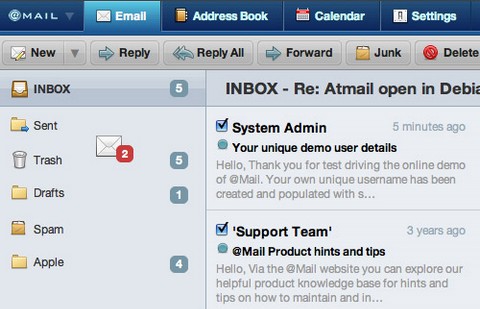 @MAIL Email Address Book Calendar Settings
New Reply Reply All Forward Junk Delete
INBOX 5
Sent
2
Trash 5
Drafts 1
Spam
Apple 4
INBOX - Re: Atmail open in Debia
System Admin 5 minutes ago
Your unique demo user details
Hello, Thank you for test driving the online demo
of @Mail. Your own unique username has been
created and populated with s...
'Support Team' 3 years ago
@Mail Product hints and tips
Hello, Via the @Mail website you can explore our
helpful product knowledge base for hints and
tips on how to maintain and in...